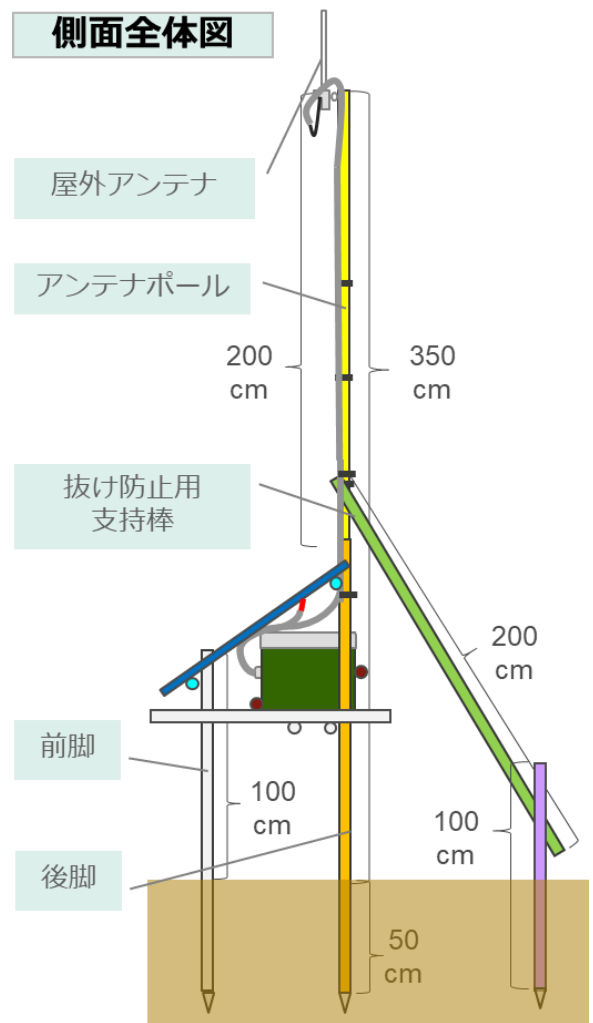 側面全体図
屋外アンテナ
アンテナポール
200
cm
350
cm
抜け防止用
支持棒
200
cm
前脚
100
cm
100
cm
後脚
50
cm